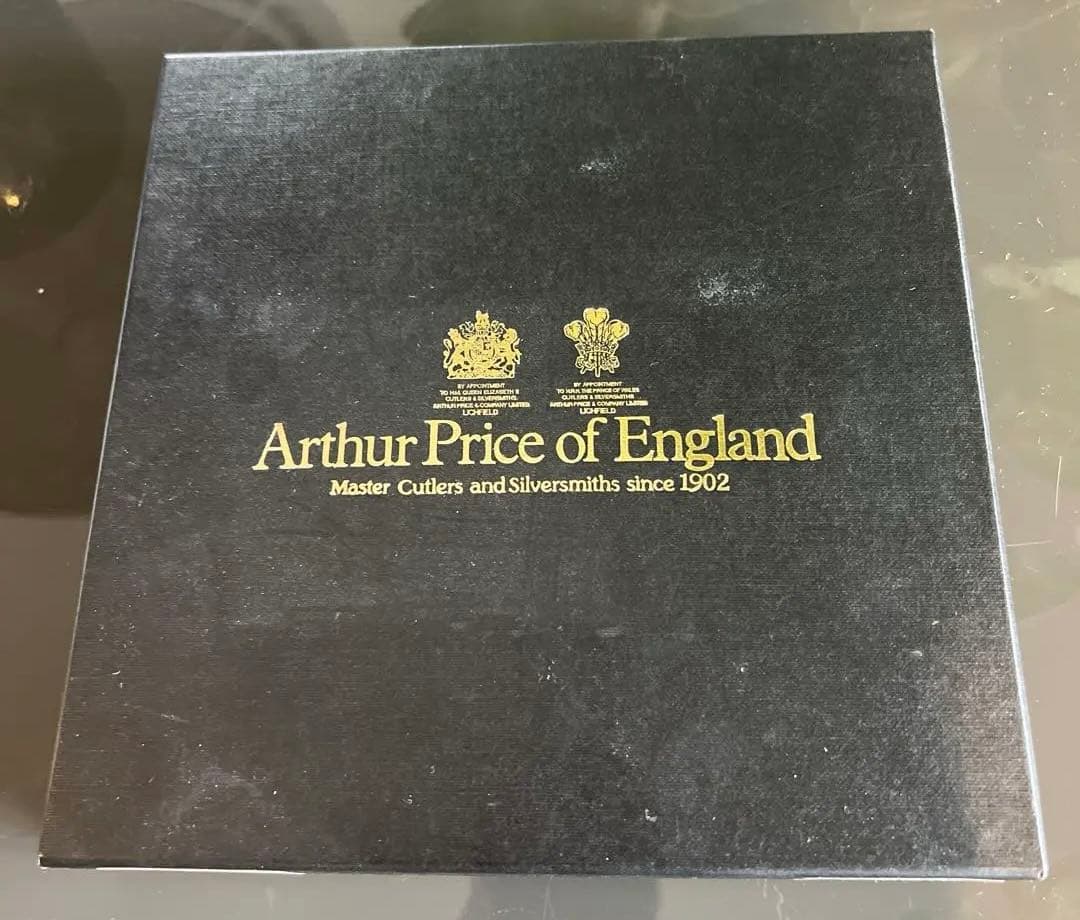 BY APPOINTMENT
TO H.M. QUEEN ELIZABETH II
CUTLERS & SILVERSMITHS.
ARTHUR PRICE & COMPANY LIMITED.
LICHFIELD
BY APPOINTMENT
TO H.R.H. THE PRINCE OF WALES
CUTLERS & SILVERSMITHS
ARTHUR PRICE & COMPANY LIMITED
LICHFIELD
Arthur Price of England
Master Cutlers and Silversmiths since 1902